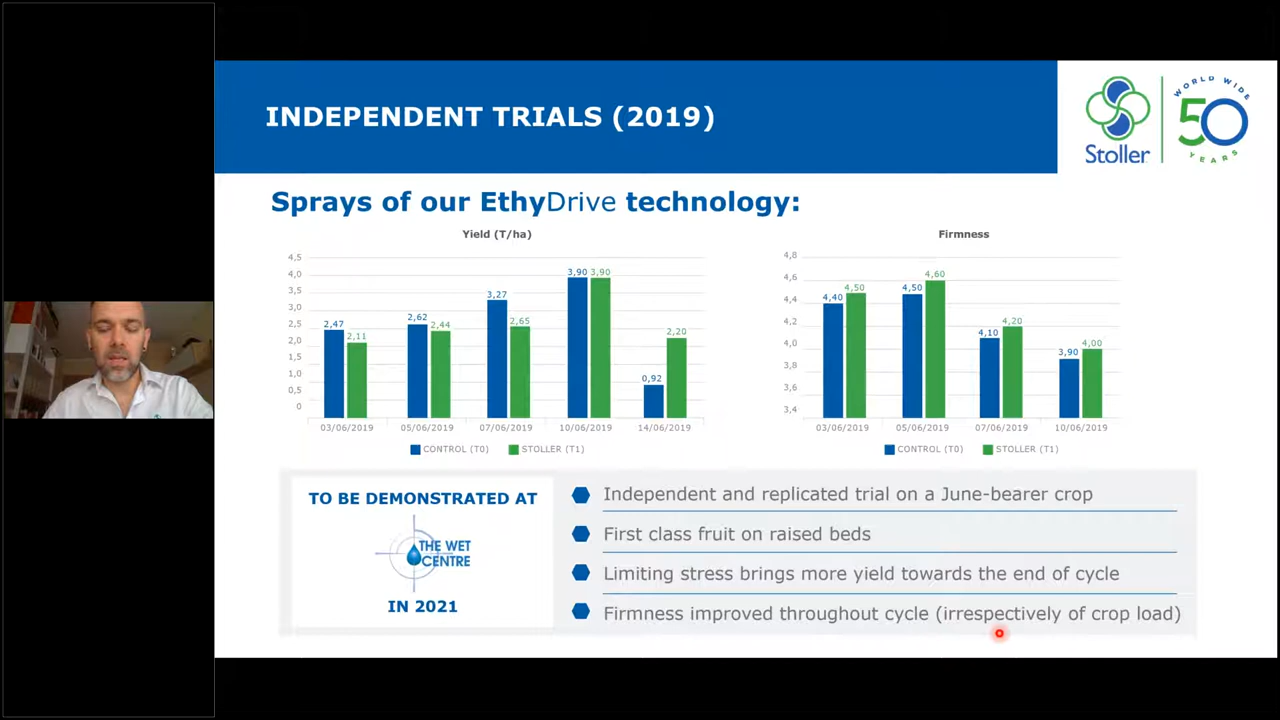 INDEPENDENT TRIALS (2019)
Stoller
WORLD WIDE
50
YEARS
Sprays of our EthyDrive technology:
Yield (T/ha)
4,5
4,0
3,5
3,0
2,5
2,0
1,5
1,0
0,5
0
2,47
2,11
2,62
2,44
3,27
2,65
3,90
3,90
0,92
2,20
03/06/2019
05/06/2019
07/06/2019
10/06/2019
14/06/2019
CONTROL (T0)
STOLLER (T1)
Firmness
4,8
4,6
4,4
4,2
4,0
3,8
3,6
3,4
4,40
4,50
4,50
4,60
4,10
4,20
3,90
4,00
03/06/2019
05/06/2019
07/06/2019
10/06/2019
CONTROL (T0)
STOLLER (T1)
TO BE DEMONSTRATED AT
THE WET
CENTRE
IN 2021
Independent and replicated trial on a June-bearer crop
First class fruit on raised beds
Limiting stress brings more yield towards the end of cycle
Firmness improved throughout cycle (irrespectively of crop load)